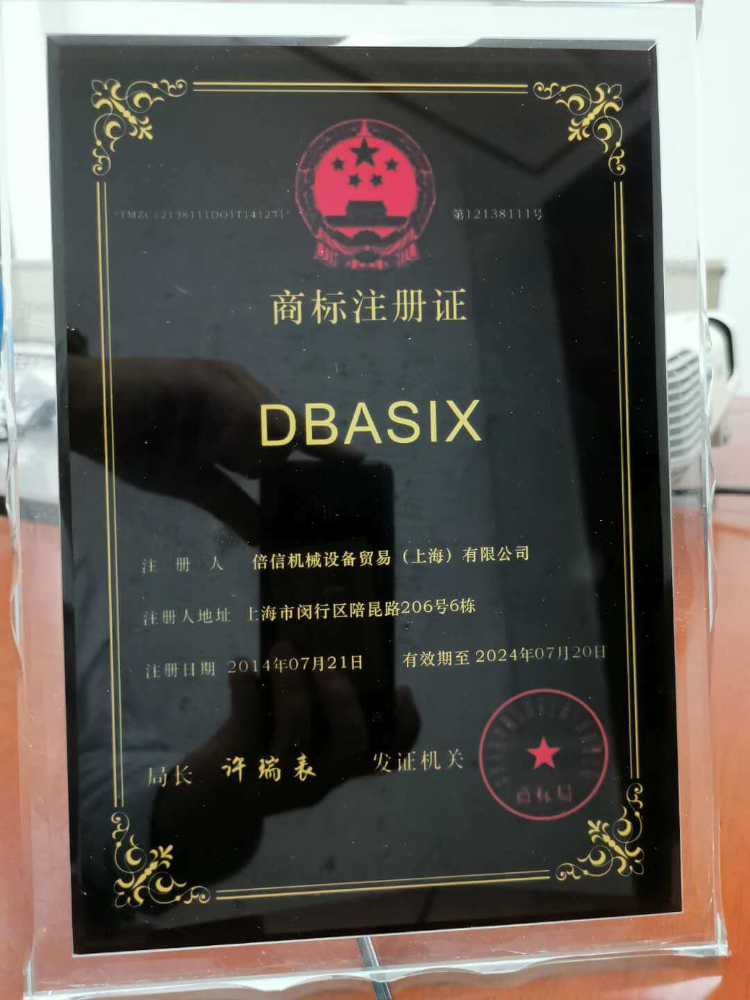 "TMZC12138111DO1T141231"
第12138111号
商标注册证
DBASIX
注册人 倍信机械设备贸易（上海）有限公司
注册人地址 上海市闵行区陪昆路206号6栋
注册日期 2014年07月21日 有效期至 2024年07月20日
局长 许瑞表 发证机关
商标局